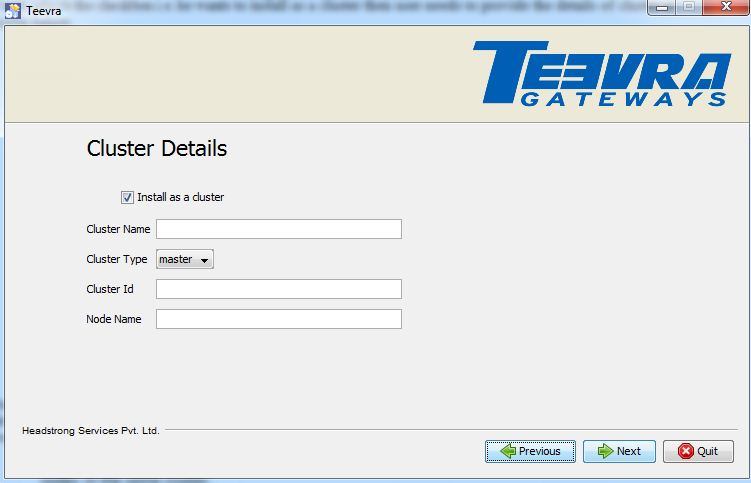 Teevra
TEEVRA
GATEWAYS
Cluster Details
Install as a cluster
Cluster Name
Cluster Type master
Cluster Id
Node Name
Headstrong Services Pvt. Ltd.
Previous Next Quit